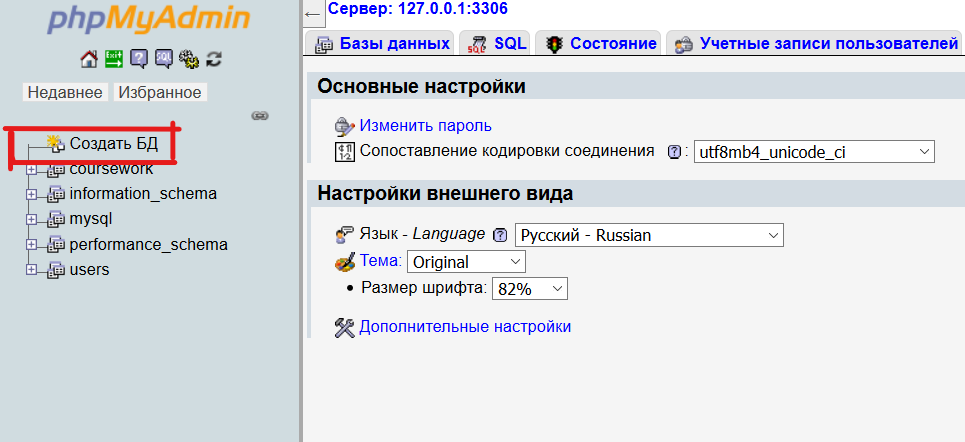 phpMyAdmin
Недавнее Избранное
Создать БД
coursework
information_schema
mysql
performance_schema
users
Сервер: 127.0.0.1:3306
Базы данных SQL Состояние Учетные записи пользователей
Основные настройки
Изменить пароль
Сопоставление кодировки соединения : utf8mb4_unicode_ci
Настройки внешнего вида
Язык - Language Русский - Russian
Тема: Original
• Размер шрифта: 82%
Дополнительные настройки